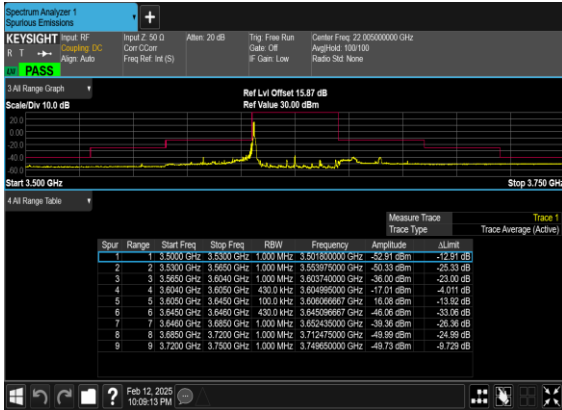 Spectrum Analyzer 1
Spurious Emissions
+
KEYSIGHT Input: RF Input Z: 50 Ω Atten: 20 dB Trig: Free Run Center Freq: 22.005000000 GHz
R T Coupling: DC Corr CCorr Gate: Off Avg|Hold: 100/100
Align: Auto Freq Ref: Int (S) IF Gain: Low Radio Std: None
PASS
3 All Range Graph
Ref Lvl Offset 15.87 dB
Scale/Div 10.0 dB Ref Value 30.00 dBm
20.0
0.00
-20.0
-40.0
-60.0
Start 3.500 GHz Stop 3.750 GHz
4 All Range Table
Measure Trace Trace 1
Trace Type Trace Average (Active)
Spur Range Start Freq Stop Freq RBW Frequency Amplitude ΔLimit
1 1 3.5000 GHz 3.5300 GHz 1.000 MHz 3.501800000 GHz -52.91 dBm -12.91 dB
2 2 3.5300 GHz 3.5650 GHz 1.000 MHz 3.553975000 GHz -50.33 dBm -25.33 dB
3 3 3.5650 GHz 3.6040 GHz 1.000 MHz 3.603740000 GHz -36.00 dBm -23.00 dB
4 4 3.6040 GHz 3.6050 GHz 430.0 kHz 3.604995000 GHz -17.01 dBm -4.011 dB
5 5 3.6050 GHz 3.6450 GHz 100.0 kHz 3.606066667 GHz 16.08 dBm -13.92 dB
6 6 3.6450 GHz 3.6460 GHz 430.0 kHz 3.645096667 GHz -46.06 dBm -33.06 dB
7 7 3.6460 GHz 3.6850 GHz 1.000 MHz 3.652435000 GHz -39.36 dBm -26.36 dB
8 8 3.6850 GHz 3.7200 GHz 1.000 MHz 3.712475000 GHz -49.99 dBm -24.99 dB
9 9 3.7200 GHz 3.7500 GHz 1.000 MHz 3.749650000 GHz -49.73 dBm -9.729 dB
?
Feb 12, 2025
10:09:13 PM